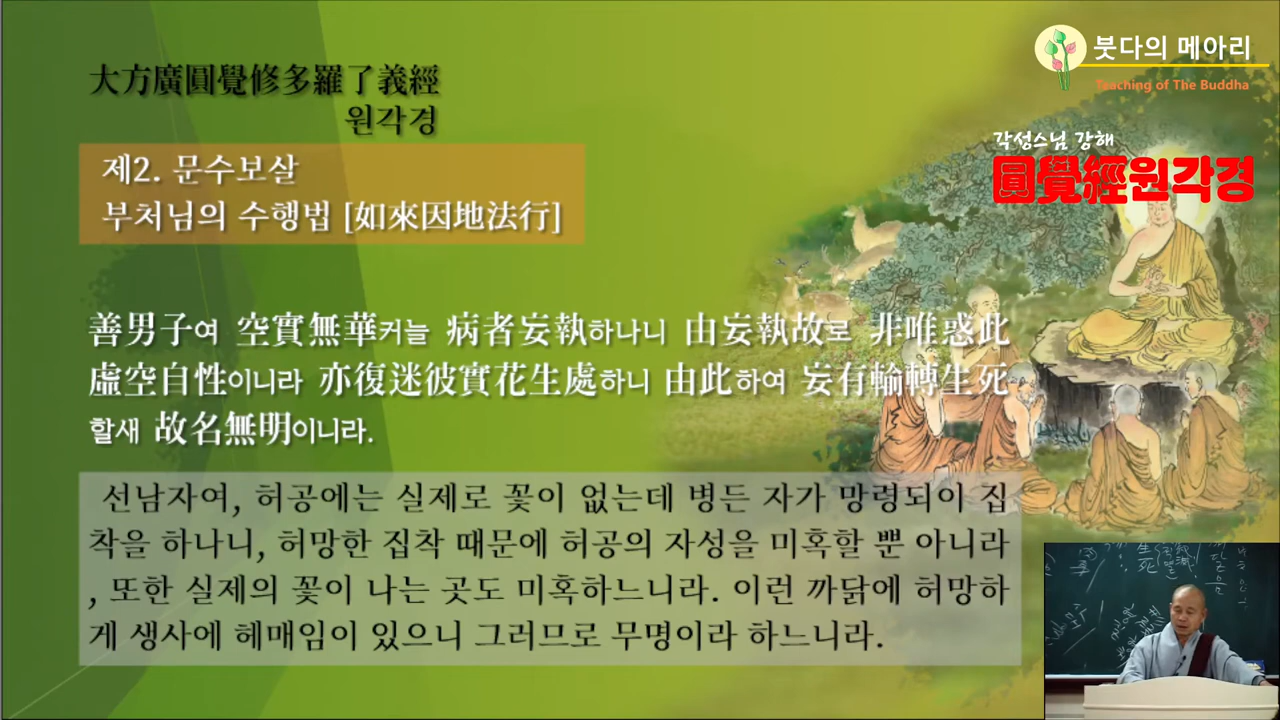 大方廣圓覺修多羅了義經
원각경
제2. 문수보살
부처님의 수행법 [如來因地法行]
善男子여 空實無華커늘 病者妄執하나니 由妄執故로 非唯惑此
虛空自性이니라 亦復迷彼實花生處하니 由此하여 妄有輪轉生死
할새 故名無明이니라.
선남자여, 허공에는 실제로 꽃이 없는데 병든 자가 망령되이 집
착을 하나니, 허망한 집착 때문에 허공의 자성을 미혹할 뿐 아니라
, 또한 실제의 꽃이 나는 곳도 미혹하느니라. 이런 까닭에 허망하
게 생사에 헤매임이 있으니 그러므로 무명이라 하느니라.
붓다의 메아리
Teaching of The Buddha
각성스님 강해
圓覺經원각경
生死